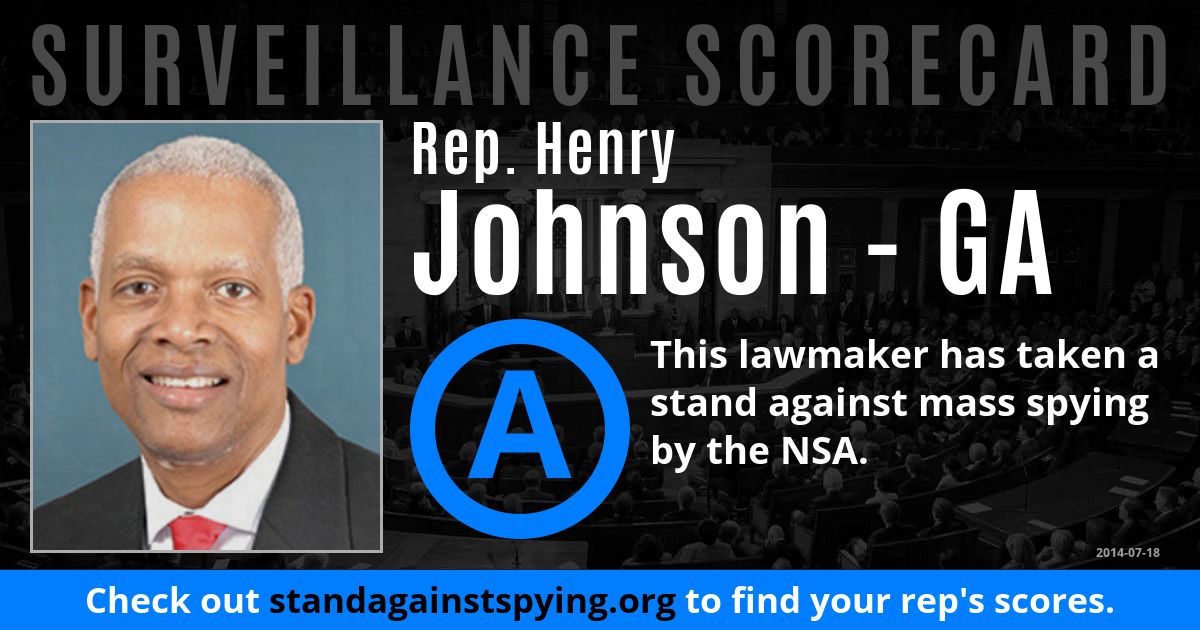 SURVEILLANCE SCORECARD
Rep. Henry
Johnson - GA
A
This lawmaker has taken a
stand against mass spying
by the NSA.
2014-07-18
Check out standagainstspying.org to find your rep's scores.